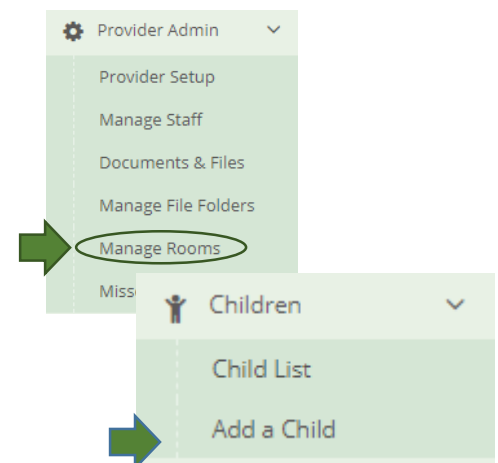 Provider Admin
Provider Setup
Manage Staff
Documents & Files
Manage File Folders
Manage Rooms
Children
Child List
Add a Child